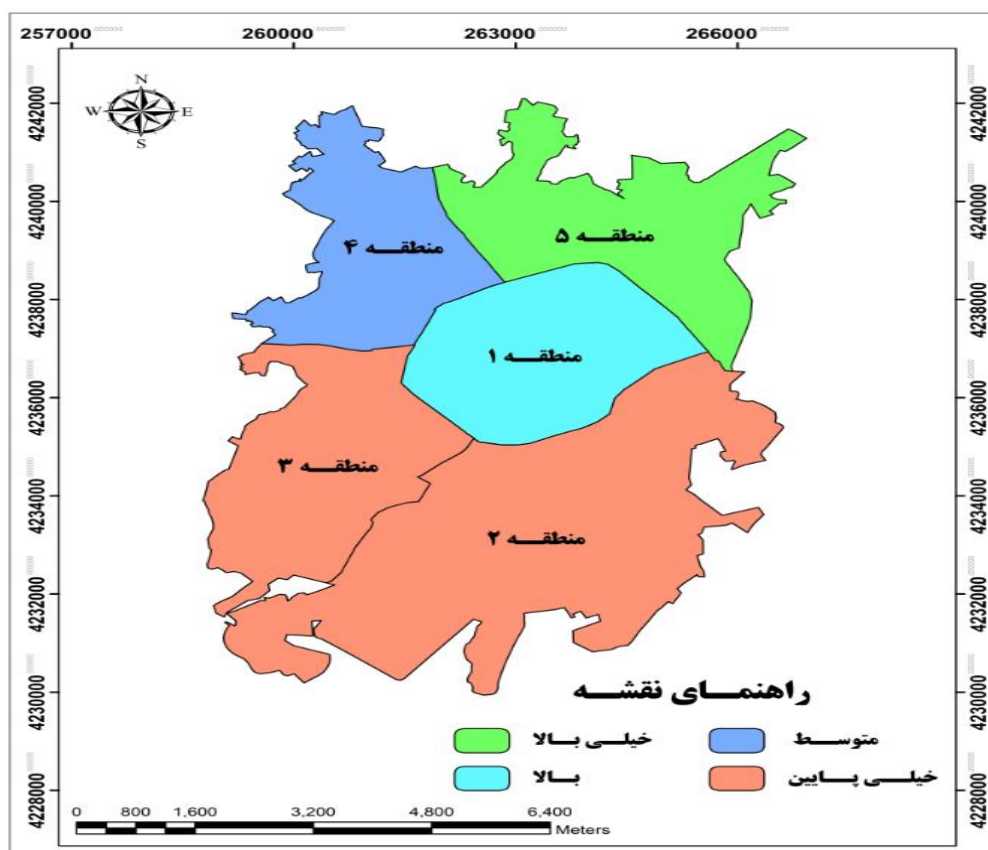 257000 260000 263000 266000
N
W E
S
4242000 4242000
4240000 4240000
4238000 4238000
4236000 4236000
4234000 4234000
4232000 4232000
4230000 4230000
4228000 4228000
منطقه ۵
منطقه ۴
منطقه ۱
منطقه ۳
منطقه ۲
راهنمای نقشه
متوسط خیلی بالا
خیلی پایین بالا
0 800 1,600 3,200 4,800 6,400
Meters